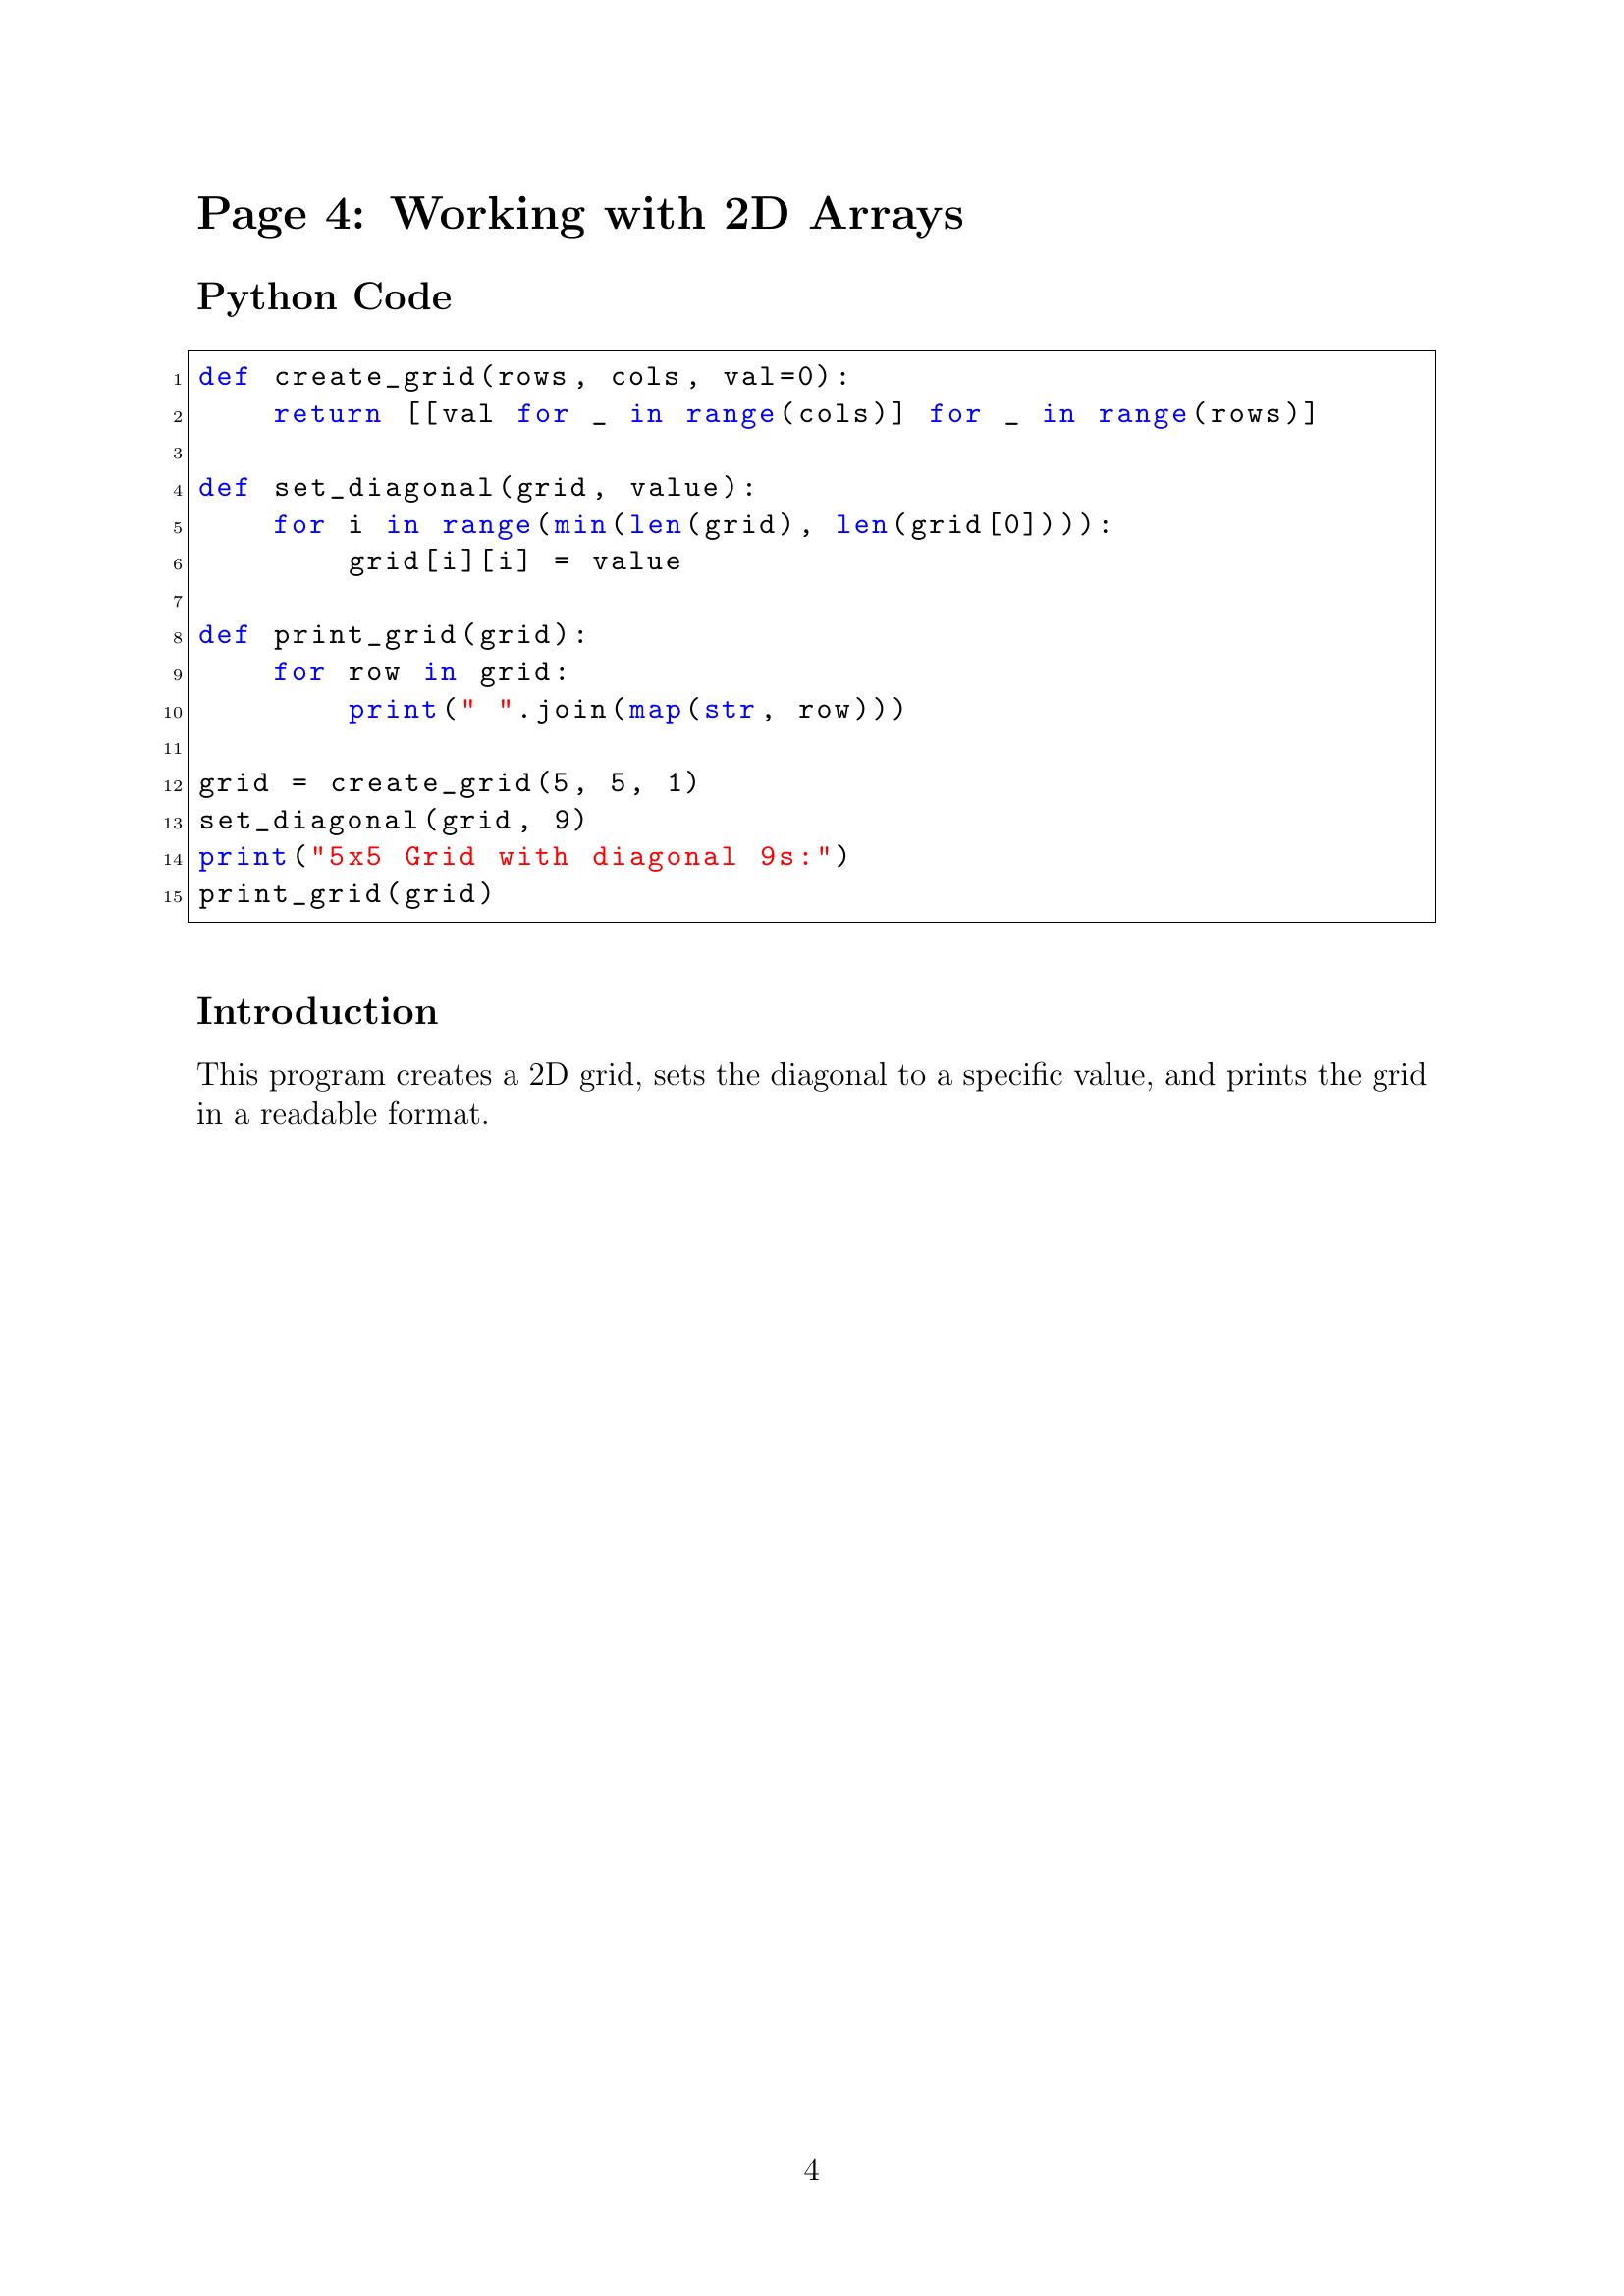 Page 4: Working with 2D Arrays
Python Code
1 def create_grid(rows, cols, val=0):
2     return [[val for _ in range(cols)] for _ in range(rows)]
3
4 def set_diagonal(grid, value):
5     for i in range(min(len(grid), len(grid[0]))):
6         grid[i][i] = value
7
8 def print_grid(grid):
9     for row in grid:
10         print(" ".join(map(str, row)))
11
12 grid = create_grid(5, 5, 1)
13 set_diagonal(grid, 9)
14 print("5x5 Grid with diagonal 9s:")
15 print_grid(grid)
Introduction
This program creates a 2D grid, sets the diagonal to a specific value, and prints the grid
in a readable format.
4